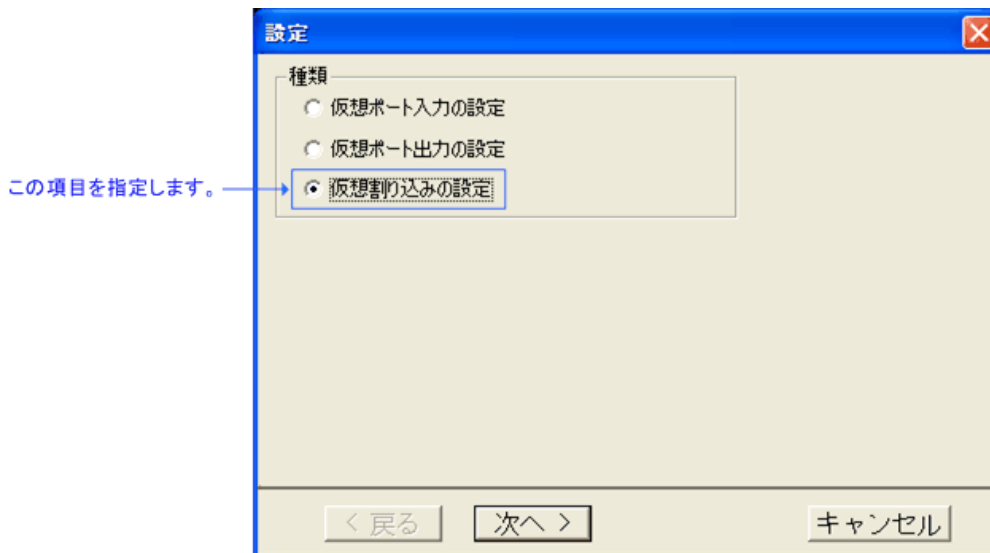 設定
種類
仮想ポート入力の設定
仮想ポート出力の設定
この項目を指定します。
仮想割り込みの設定
< 戻る
次へ >
キャンセル